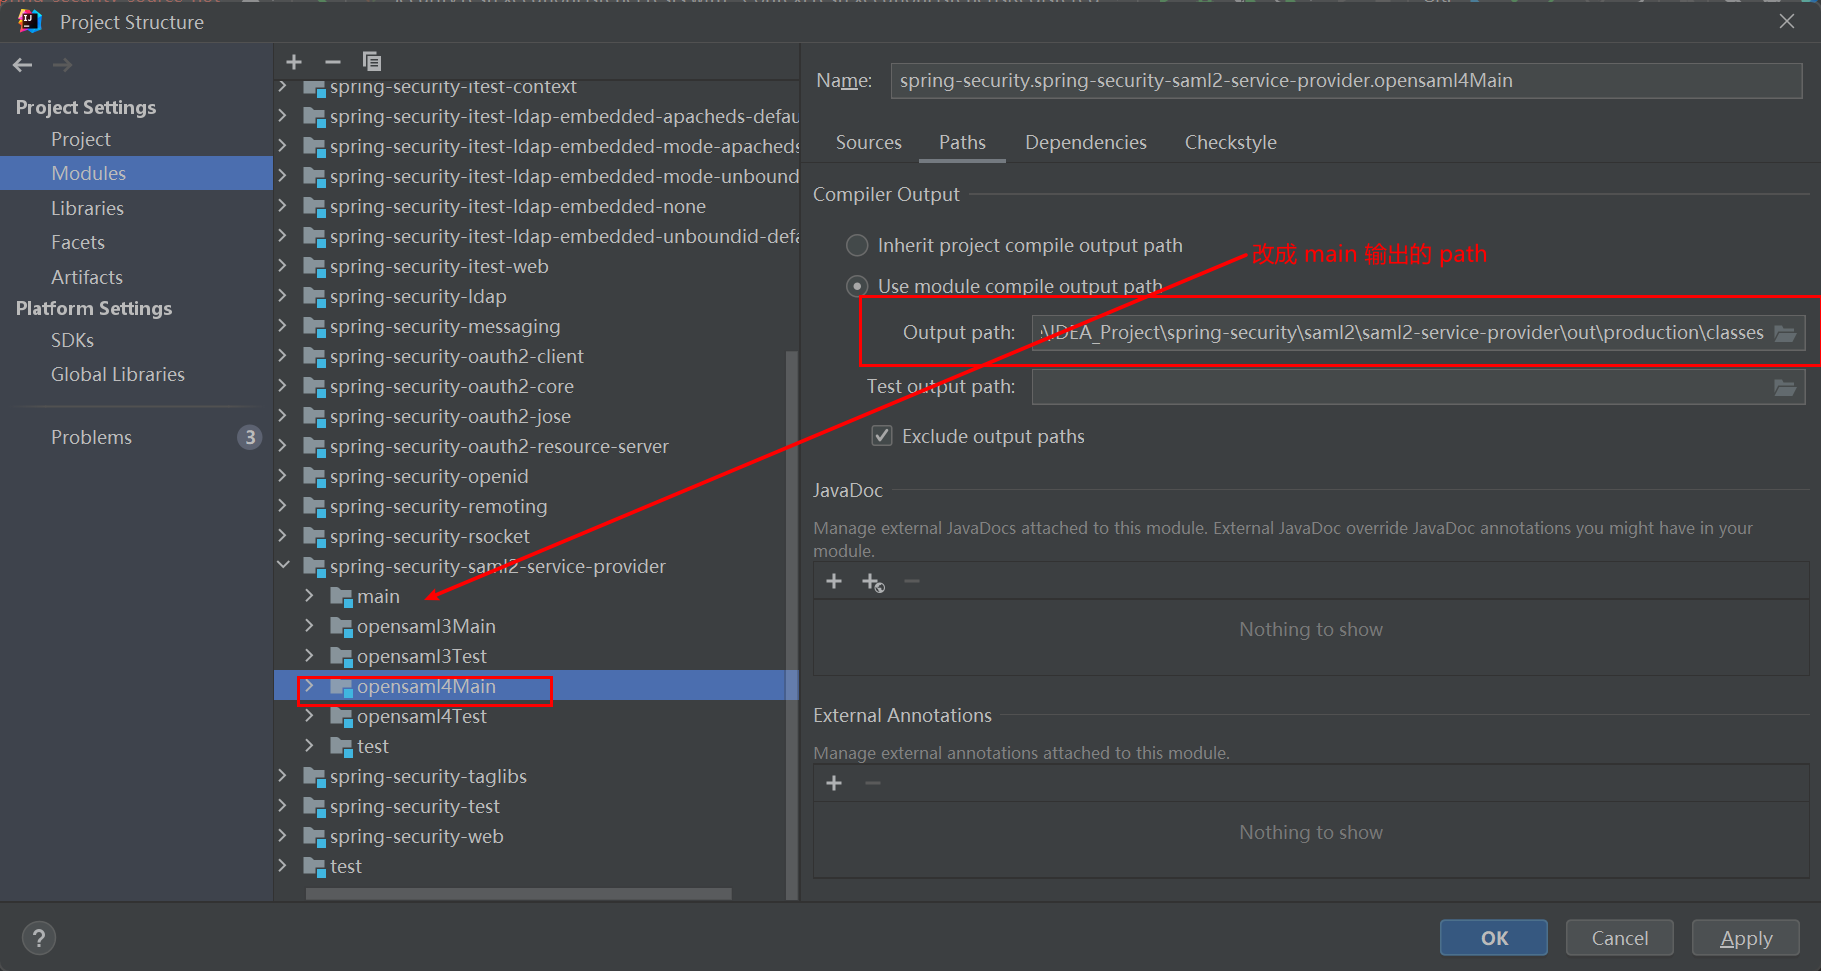 Project Structure
Project Settings
Project
Modules
Libraries
Facets
Artifacts
Platform Settings
SDKs
Global Libraries
Problems
3
spring-security-itest-context
spring-security-itest-ldap-embedded-apacheds-defau
spring-security-itest-ldap-embedded-mode-apacheds
spring-security-itest-ldap-embedded-mode-unbound
spring-security-itest-ldap-embedded-none
spring-security-itest-ldap-embedded-unboundid-defa
spring-security-itest-web
spring-security-ldap
spring-security-messaging
spring-security-oauth2-client
spring-security-oauth2-core
spring-security-oauth2-jose
spring-security-oauth2-resource-server
spring-security-openid
spring-security-remoting
spring-security-rsocket
spring-security-saml2-service-provider
main
opensaml3Main
opensaml3Test
opensaml4Main
opensaml4Test
test
spring-security-taglibs
spring-security-test
spring-security-web
test
Name: spring-security.spring-security-saml2-service-provider.opensaml4Main
Sources Paths Dependencies Checkstyle
Compiler Output
Inherit project compile output path
改成 main 输出的 path
Use module compile output path
Output path: :\IDEA_Project\spring-security\saml2\saml2-service-provider\out\production\classes
Test output path:
Exclude output paths
JavaDoc
Manage external JavaDocs attached to this module. External JavaDoc override JavaDoc annotations you might have in your
module.
Nothing to show
External Annotations
Manage external annotations attached to this module.
Nothing to show
?
OK Cancel Apply